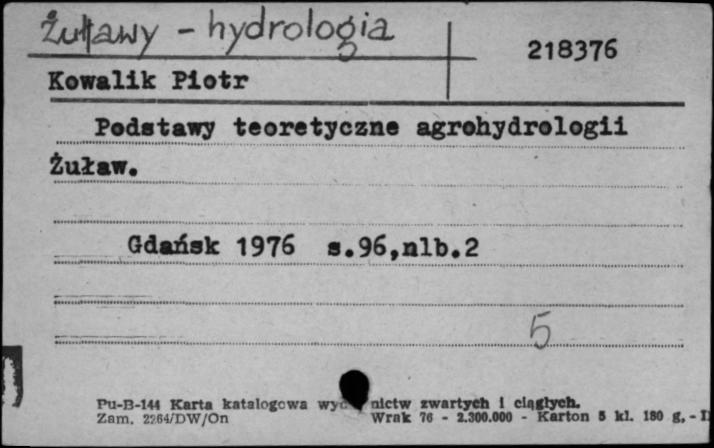 Żuławy - hydrologia
218376
Kowalik Piotr
Podstawy teoretyczne agrohydrologii
Żuław.
Gdańsk 1976 s.96,nlb.2
5
Pu-B-144 Karta katalogowa nictw zwartych i ciągłych.
Zam. 2264/DW/On Wrak 76 - 2.300.000 - Karton 5 kl. 180 g. -